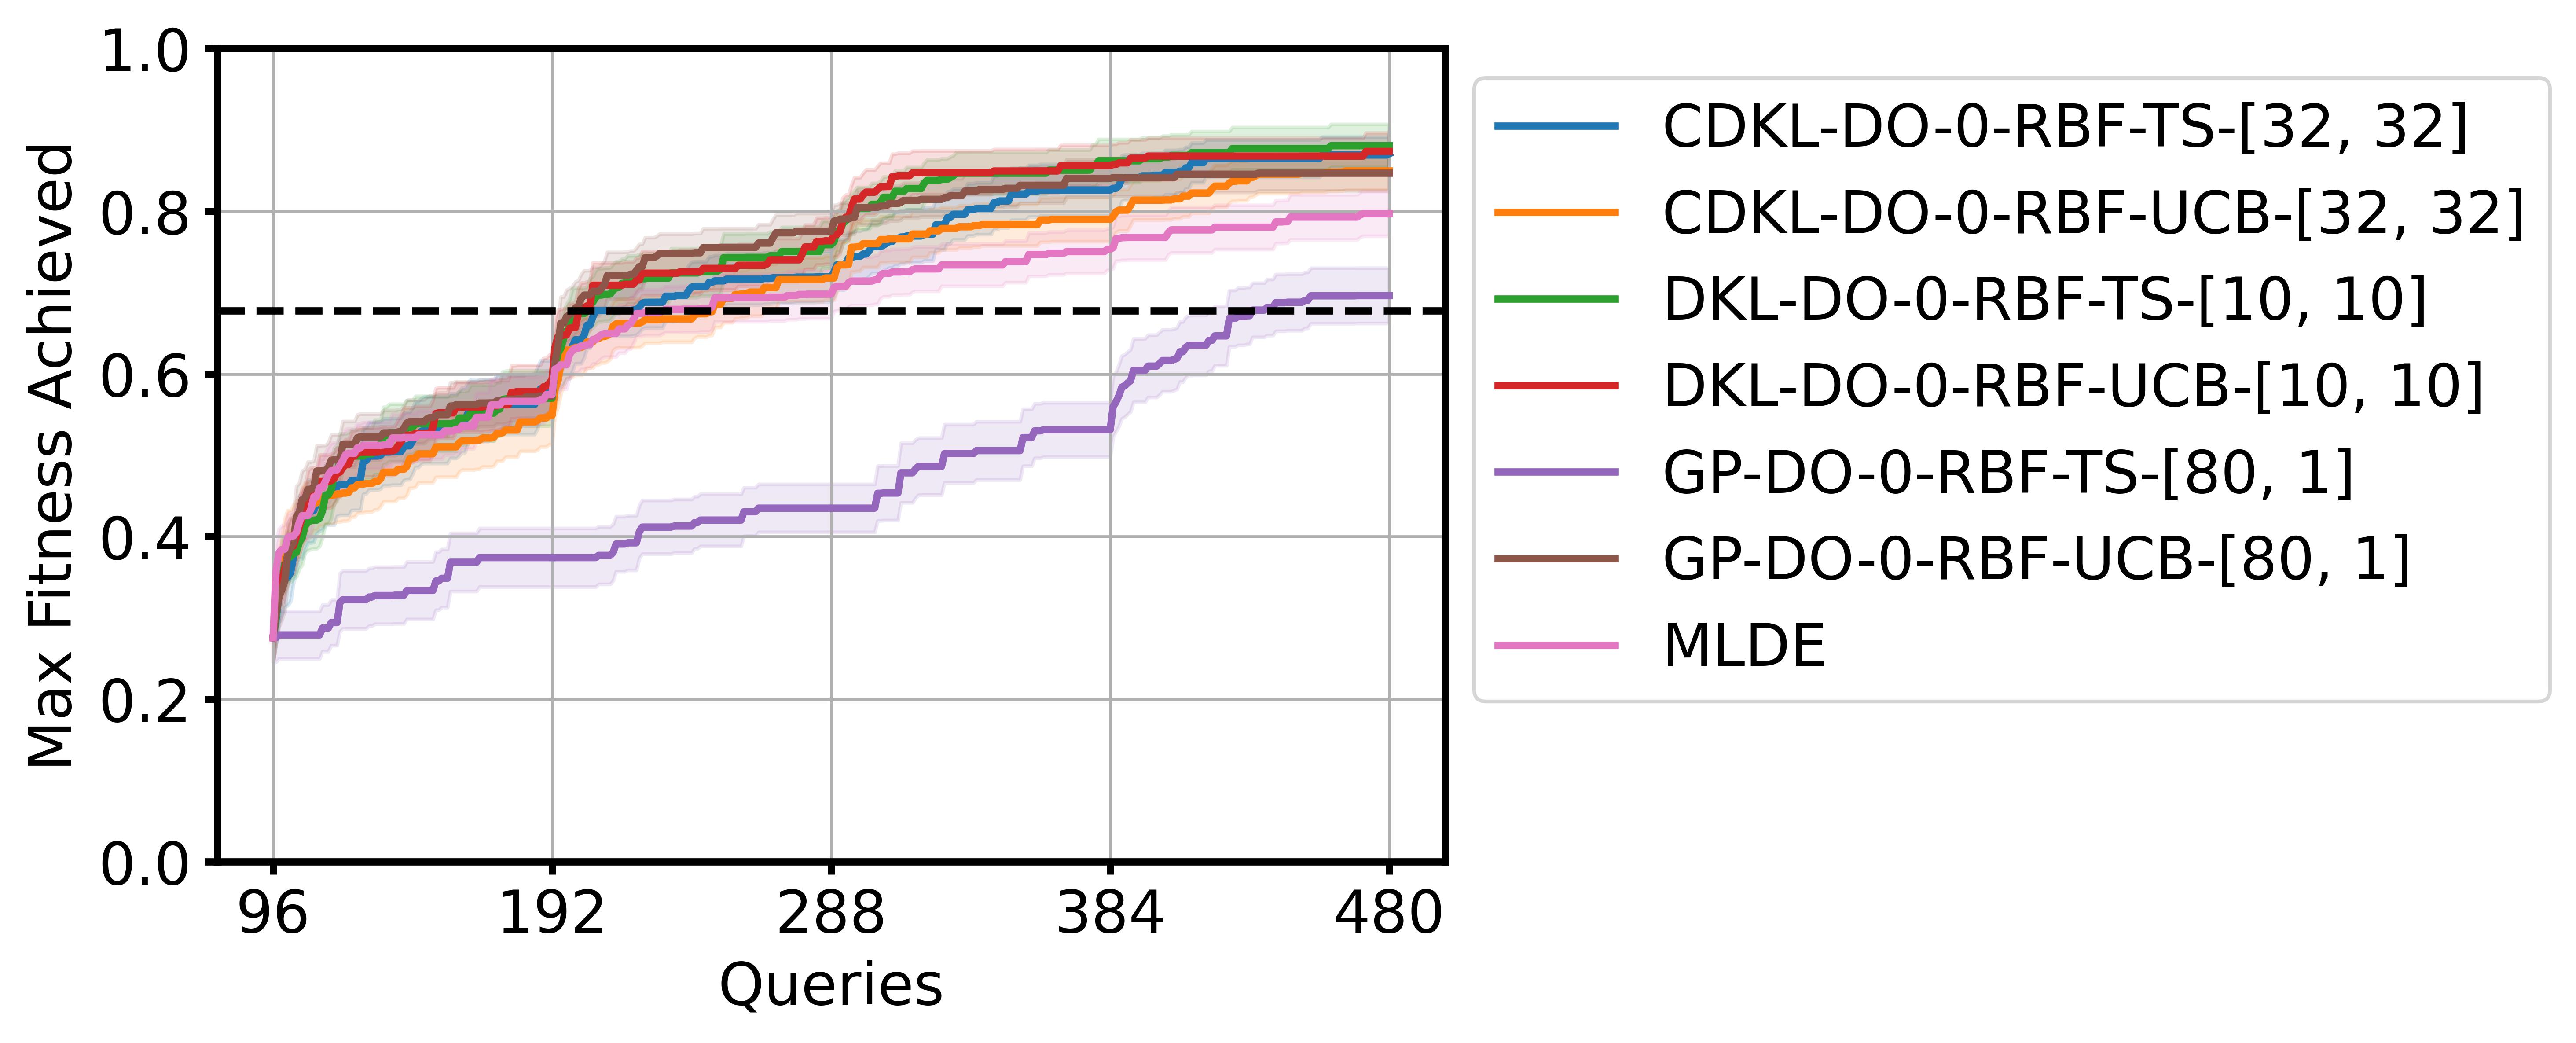 1.0
0.8
0.6
0.4
0.2
0.0
Max Fitness Achieved
96 192 288 384 480
Queries
CDKL-DO-0-RBF-TS-[32, 32]
CDKL-DO-0-RBF-UCB-[32, 32]
DKL-DO-0-RBF-TS-[10, 10]
DKL-DO-0-RBF-UCB-[10, 10]
GP-DO-0-RBF-TS-[80, 1]
GP-DO-0-RBF-UCB-[80, 1]
MLDE